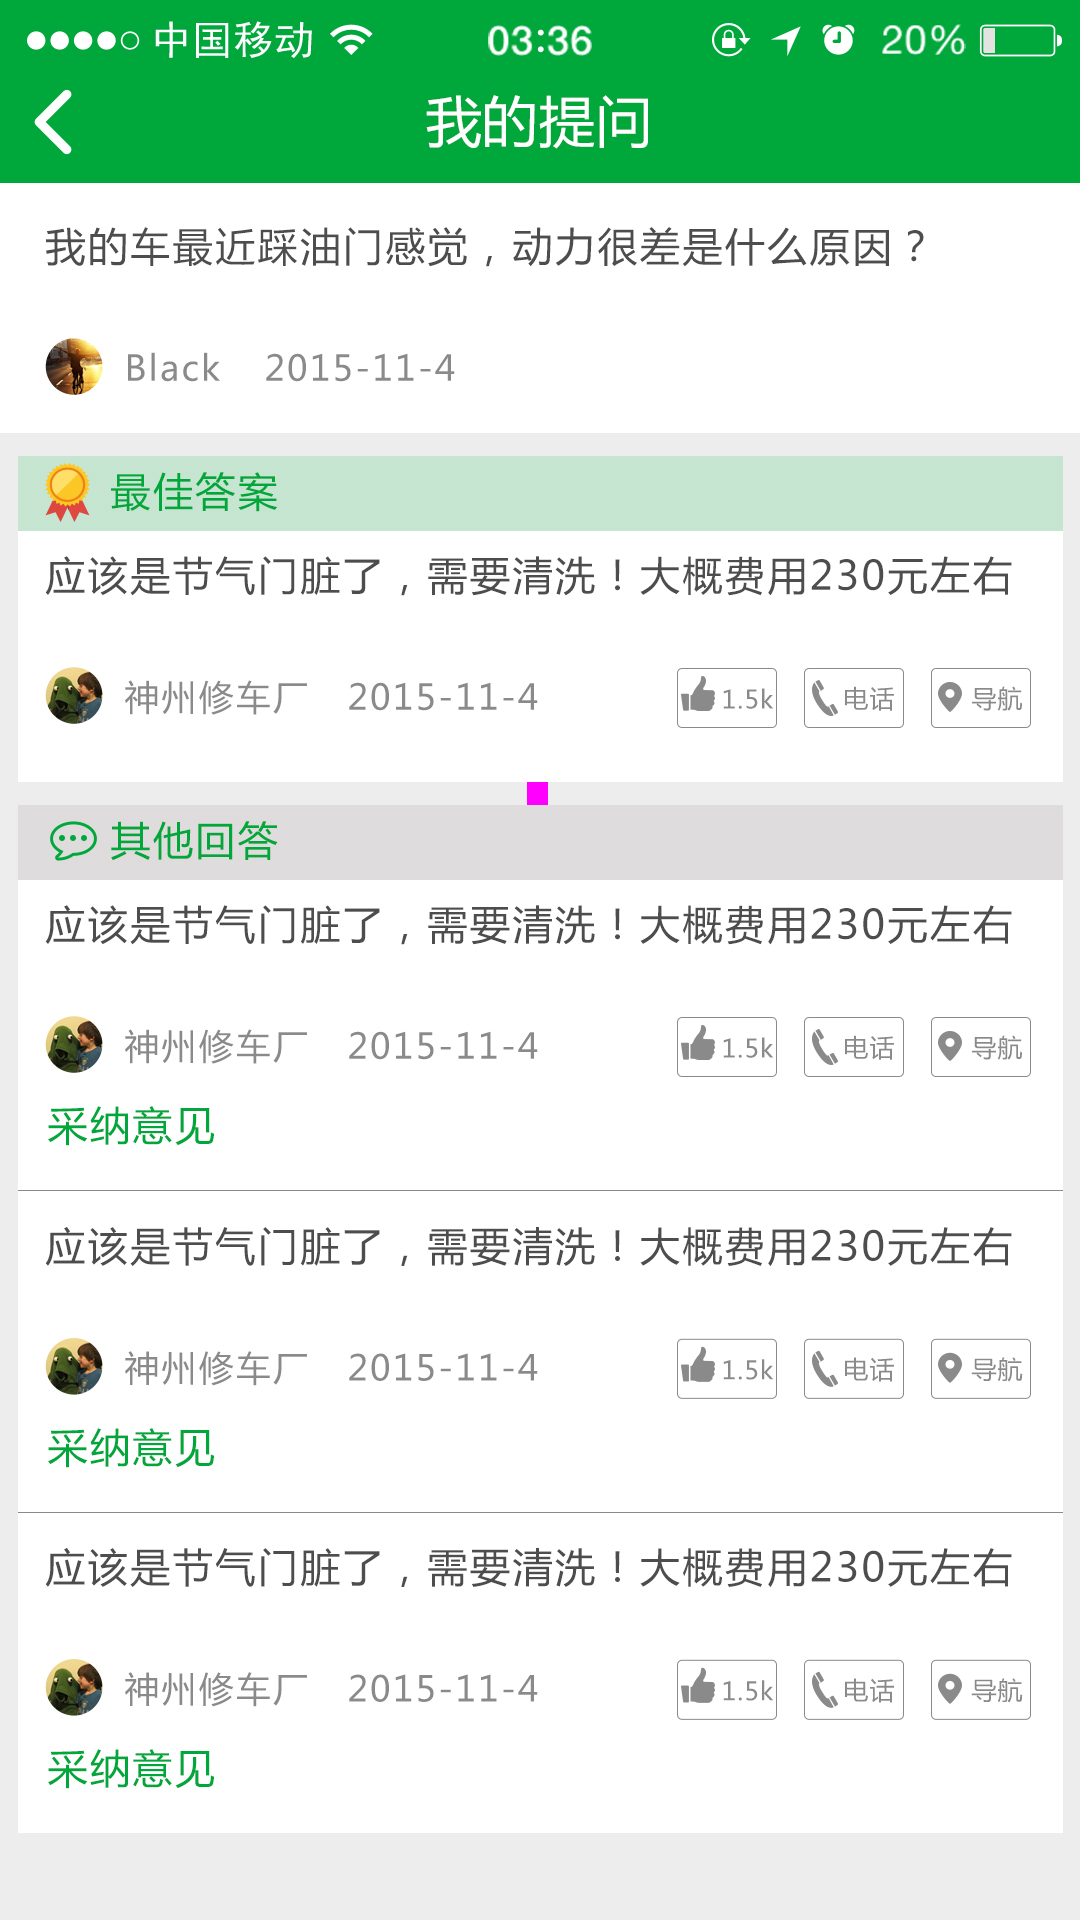 中国移动 03:36 20%
我的提问
我的车最近踩油门感觉，动力很差是什么原因？
Black 2015-11-4
最佳答案
应该是节气门脏了，需要清洗！大概费用230元左右
神州修车厂 2015-11-4 1.5k 电话 导航
其他回答
应该是节气门脏了，需要清洗！大概费用230元左右
神州修车厂 2015-11-4 1.5k 电话 导航
采纳意见
应该是节气门脏了，需要清洗！大概费用230元左右
神州修车厂 2015-11-4 1.5k 电话 导航
采纳意见
应该是节气门脏了，需要清洗！大概费用230元左右
神州修车厂 2015-11-4 1.5k 电话 导航
采纳意见